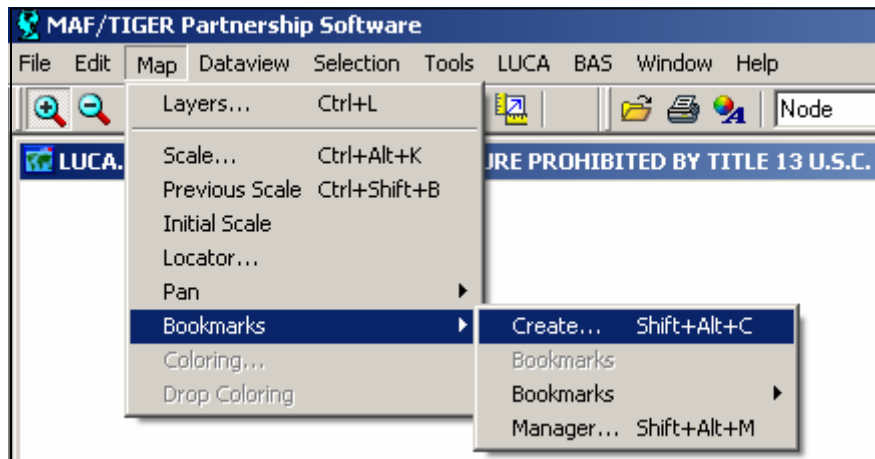 MAF/TIGER Partnership Software
File Edit Map Dataview Selection Tools LUCA BAS Window Help
Node
LUCA. URE PROHIBITED BY TITLE 13 U.S.C.
Layers... Ctrl+L
Scale... Ctrl+Alt+K
Previous Scale Ctrl+Shift+B
Initial Scale
Locator...
Pan
Bookmarks
Coloring...
Drop Coloring
Create... Shift+Alt+C
Bookmarks
Bookmarks
Manager... Shift+Alt+M